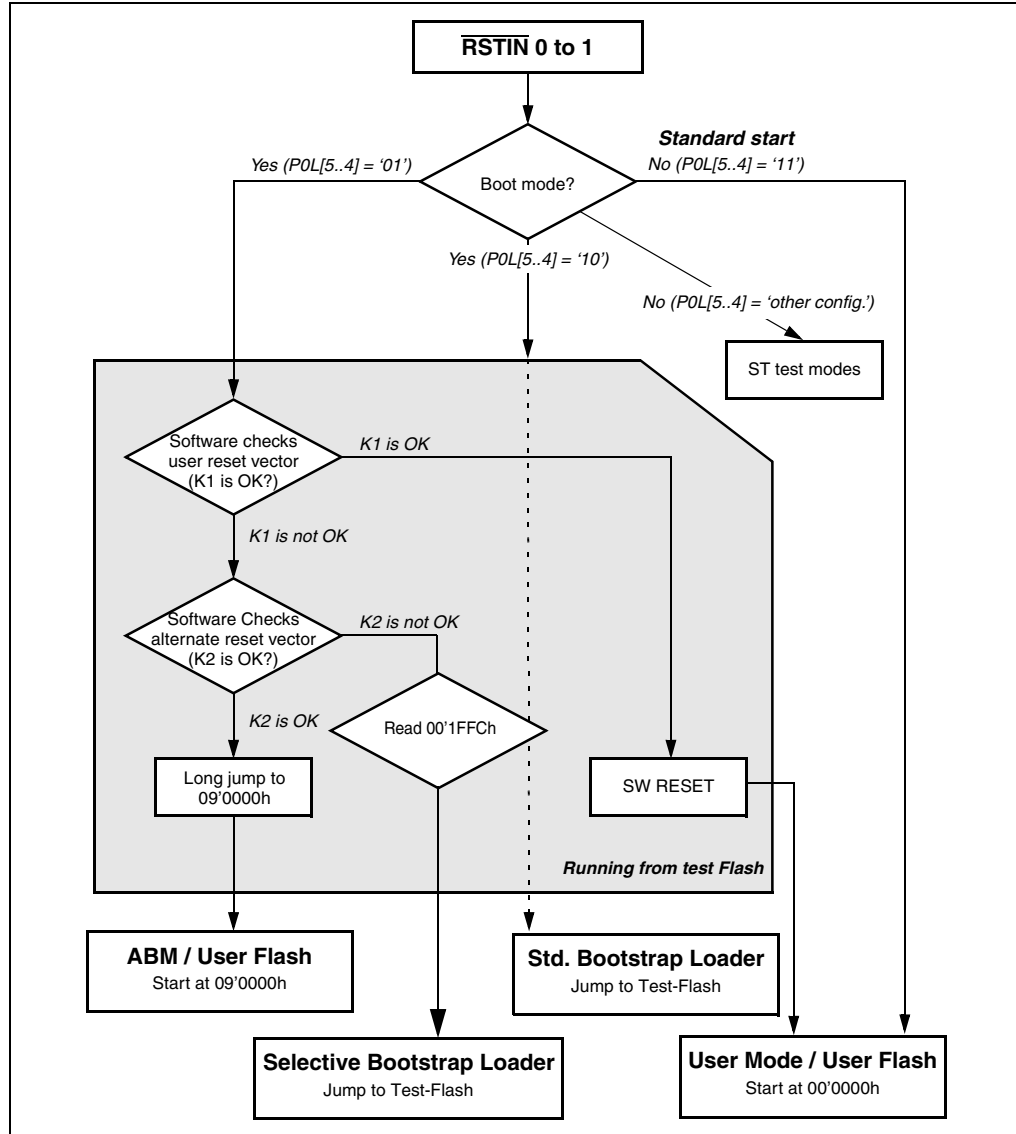 RSTIN 0 to 1
Standard start
Yes (P0L[5..4] = ‘01’)
No (P0L[5..4] = ‘11’)
Boot mode?
Yes (P0L[5..4] = ‘10’)
No (P0L[5..4] = ‘other config.’)
ST test modes
Software checks
user reset vector
(K1 is OK?)
K1 is OK
K1 is not OK
Software Checks
alternate reset vector
(K2 is OK?)
K2 is not OK
K2 is OK
Read 00’1FFCh
Long jump to
09’0000h
SW RESET
Running from test Flash
ABM / User Flash
Start at 09’0000h
Std. Bootstrap Loader
Jump to Test-Flash
Selective Bootstrap Loader
Jump to Test-Flash
User Mode / User Flash
Start at 00’0000h